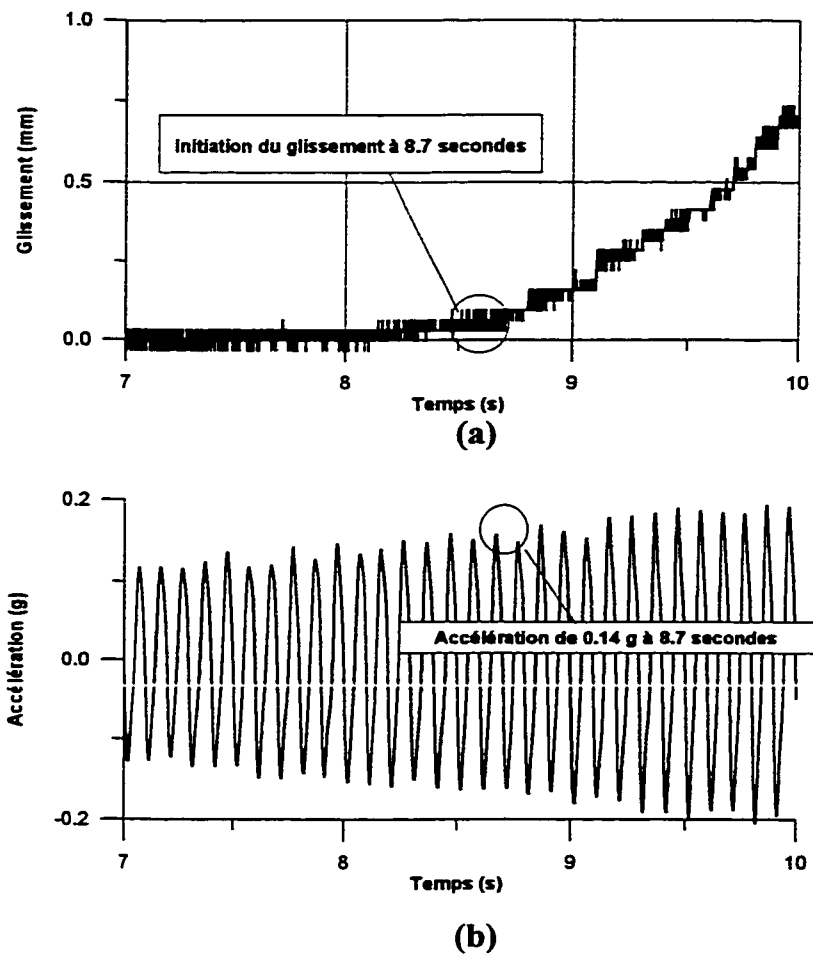 1.0
Glissement (mm)
Initiation du glissement à 8.7 secondes
0.5
0.0
7
8
9
10
Temps (s)
(a)
0.2
Accélération (g)
Accélération de 0.14 g à 8.7 secondes
0.0
-0.2
7
8
9
10
Temps (s)
(b)